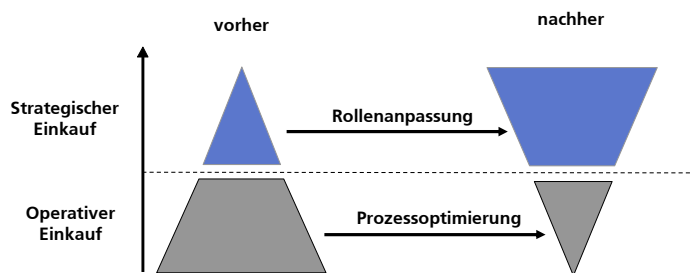 vorher
nachher
Strategischer
Einkauf
Rollenanpassung
Operativer
Einkauf
Prozessoptimierung